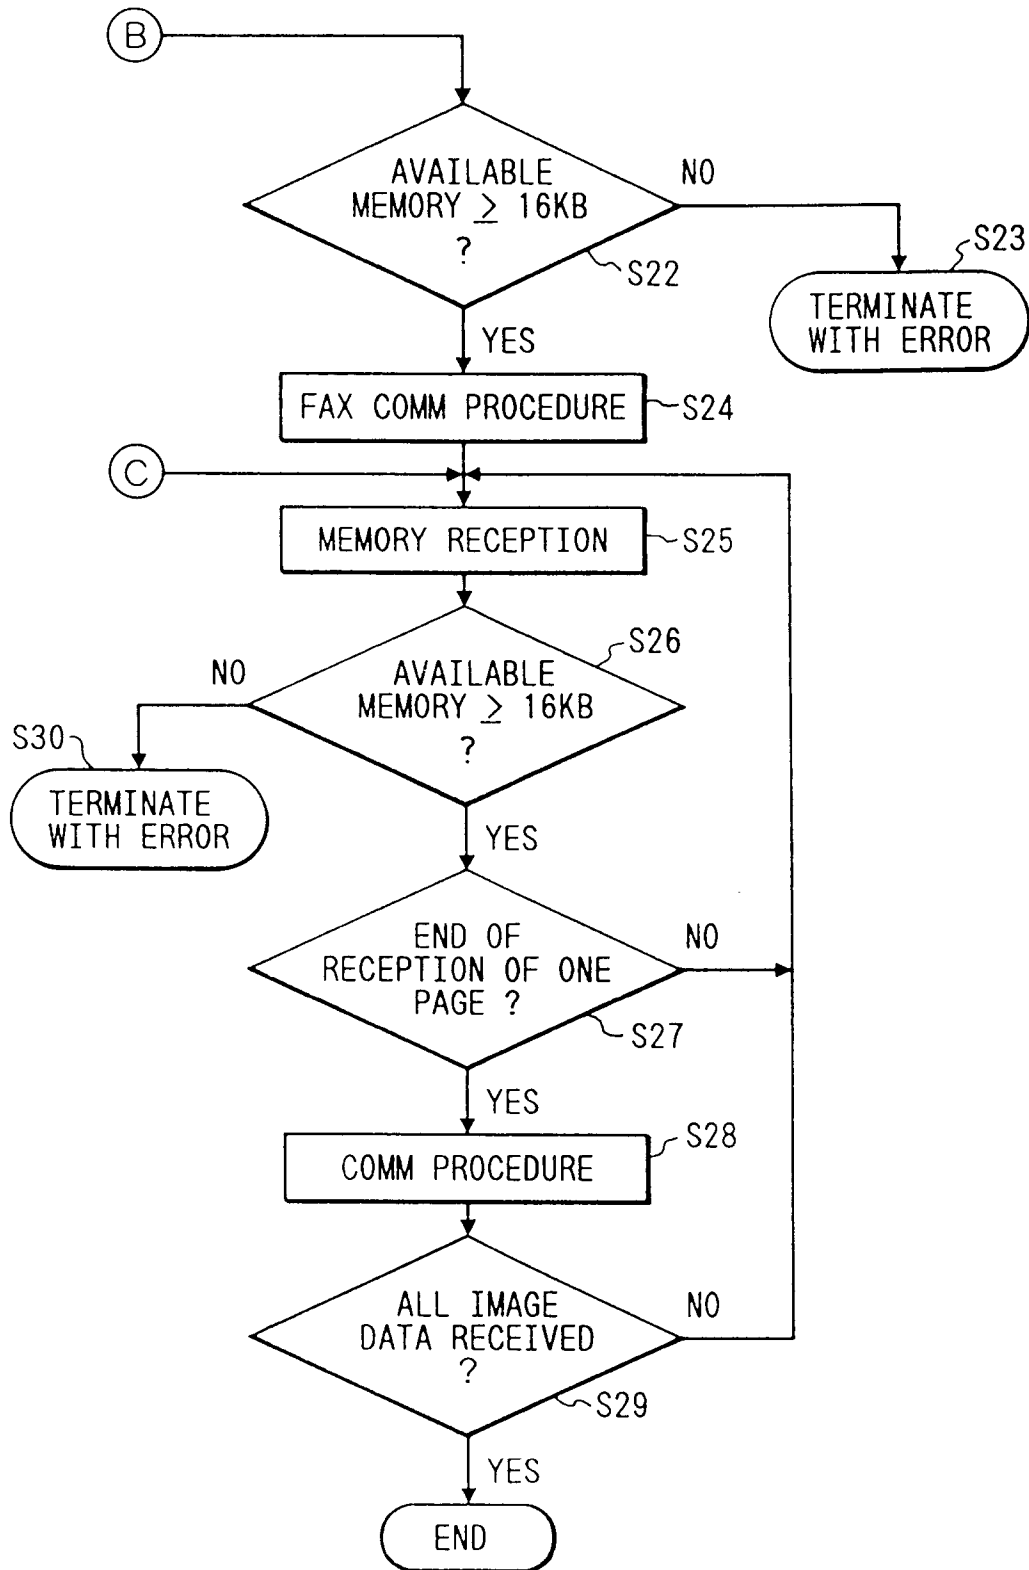 B
AVAILABLE
MEMORY ≥ 16KB
?
NO
S22
S23
TERMINATE
WITH ERROR
YES
FAX COMM PROCEDURE
S24
C
MEMORY RECEPTION
S25
S26
NO
AVAILABLE
MEMORY ≥ 16KB
?
S30
TERMINATE
WITH ERROR
YES
END OF
RECEPTION OF ONE
PAGE ?
NO
S27
YES
COMM PROCEDURE
S28
ALL IMAGE
DATA RECEIVED
?
NO
S29
YES
END